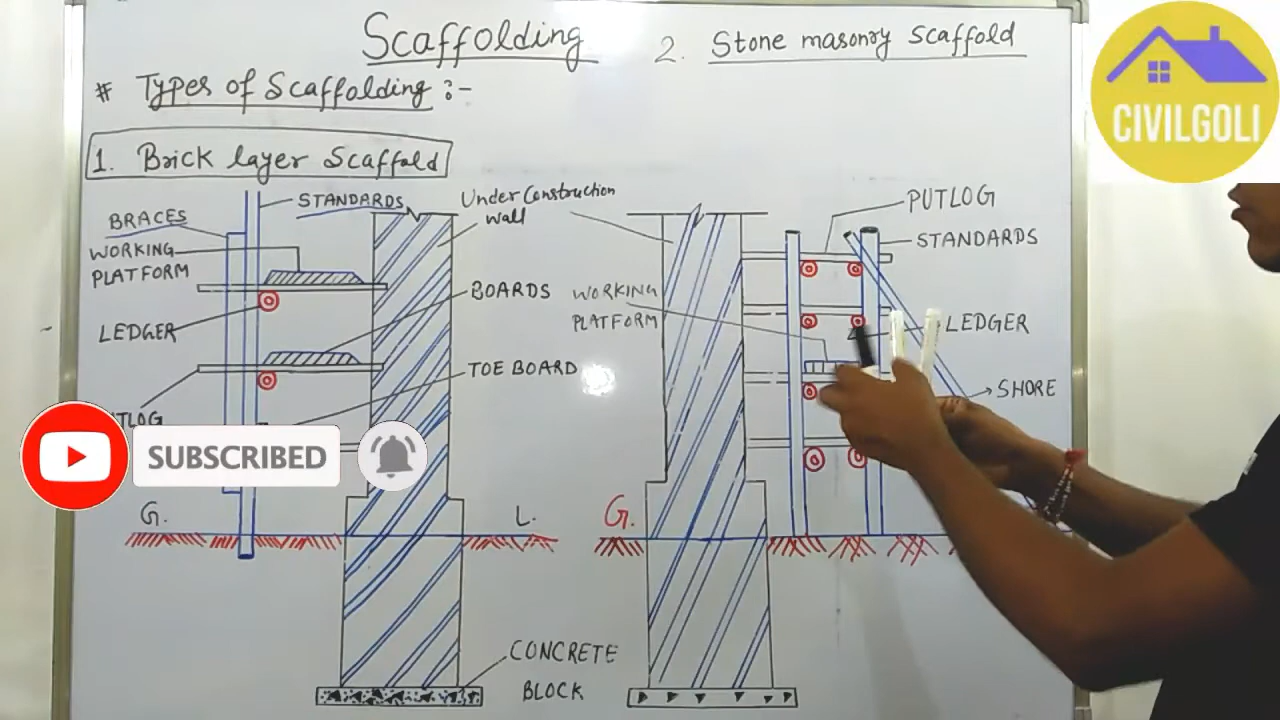 Scaffolding
2. Stone masonry scaffold
# Types of Scaffolding :-
1. Brick layer Scaffold
CIVILGOLI
BRACES
STANDARDS
WORKING
PLATFORM
LEDGER
Under Construction
wall
BOARDS
TOE BOARD
SUBSCRIBED
G.
L.
CONCRETE
BLOCK
PUTLOG
STANDARDS
WORKING
PLATFORM
LEDGER
SHORE
G.